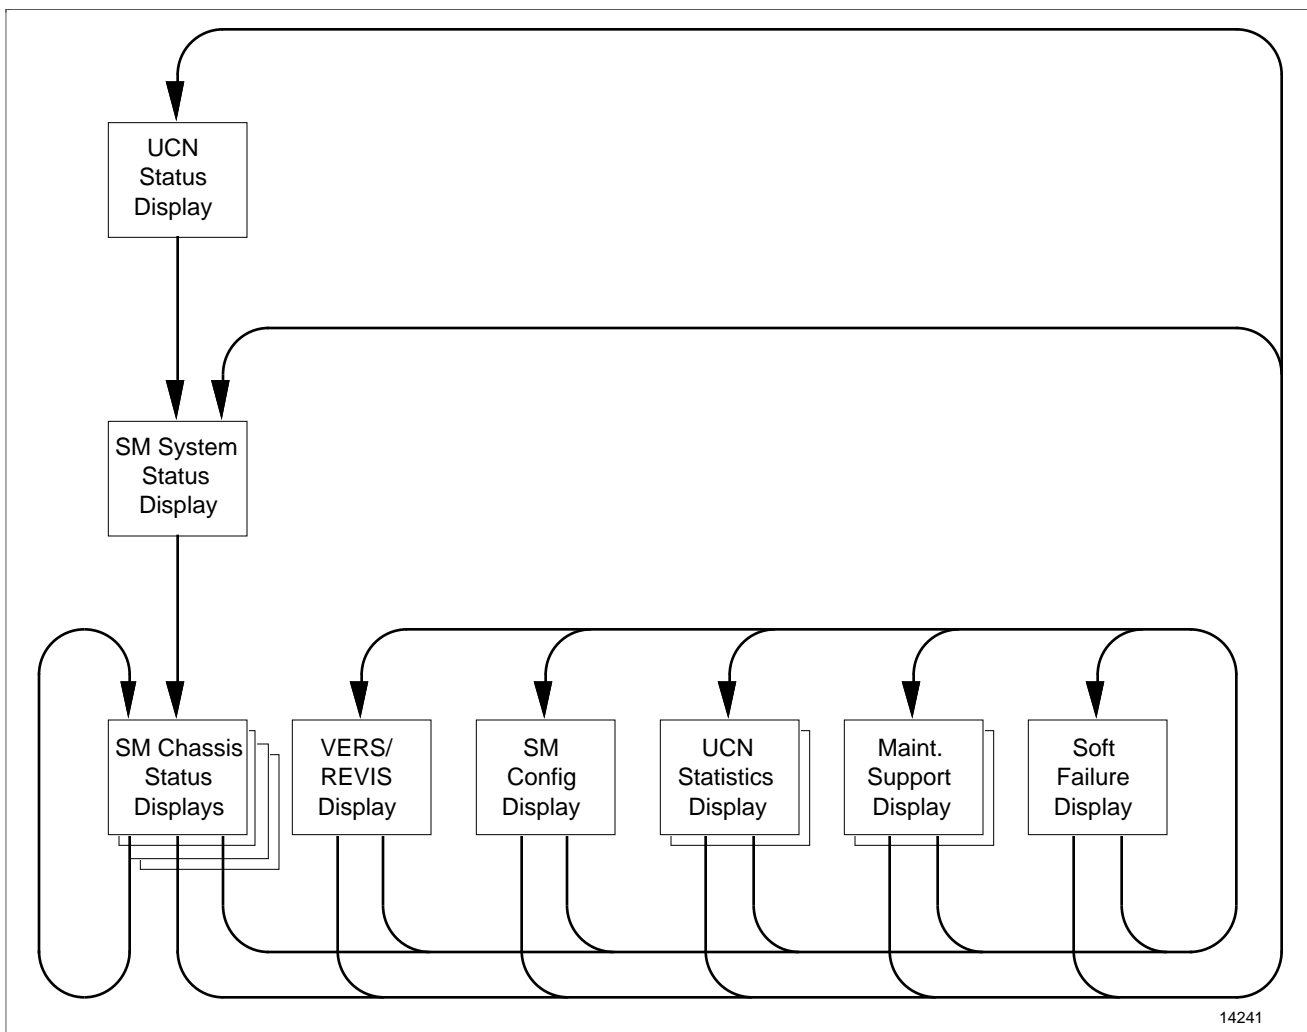 UCN
Status
Display
SM System
Status
Display
SM Chassis
Status
Displays
VERS/
REVIS
Display
SM
Config
Display
UCN
Statistics
Display
Maint.
Support
Display
Soft
Failure
Display
14241